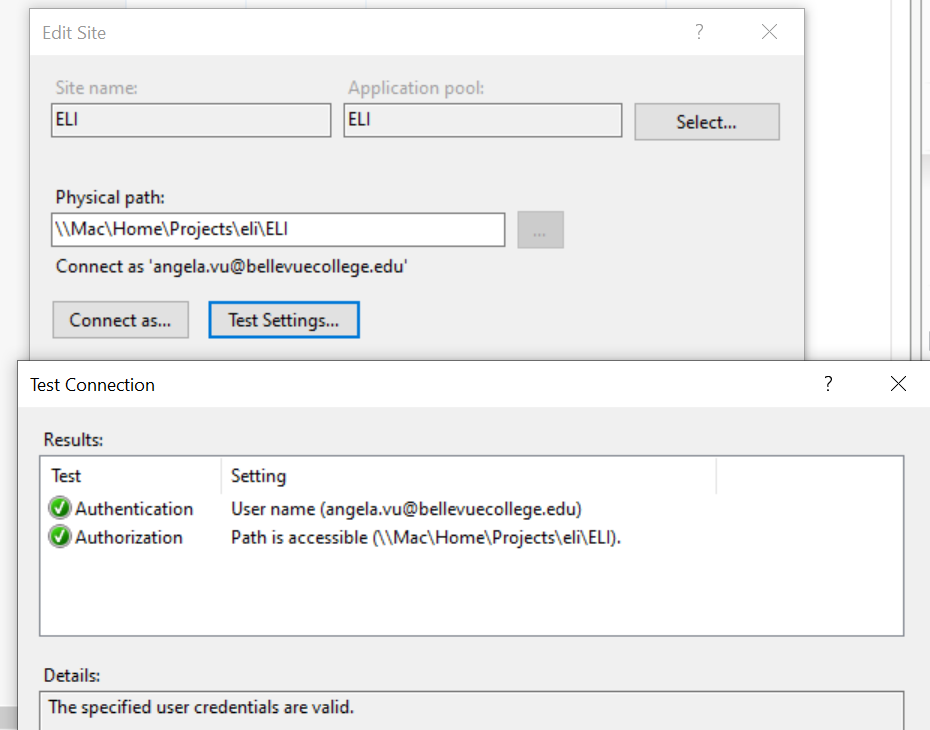 Edit Site ?
Site name: Application pool:
ELI ELI Select...
Physical path:
\\Mac\Home\Projects\eli\ELI ...
Connect as 'angela.vu@bellevuecollege.edu'
Connect as... Test Settings...
Test Connection ?
Results:
Test Setting
Authentication User name (angela.vu@bellevuecollege.edu)
Authorization Path is accessible (\\Mac\Home\Projects\eli\ELI).
Details:
The specified user credentials are valid.